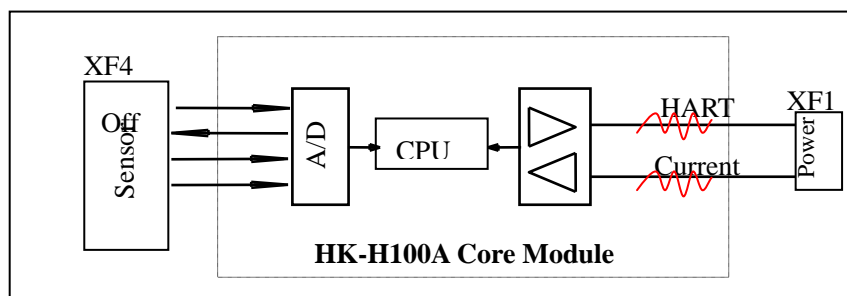 XF4
Off
Sensor
A/D
CPU
HART
Current
XF1
Power
HK-H100A Core Module